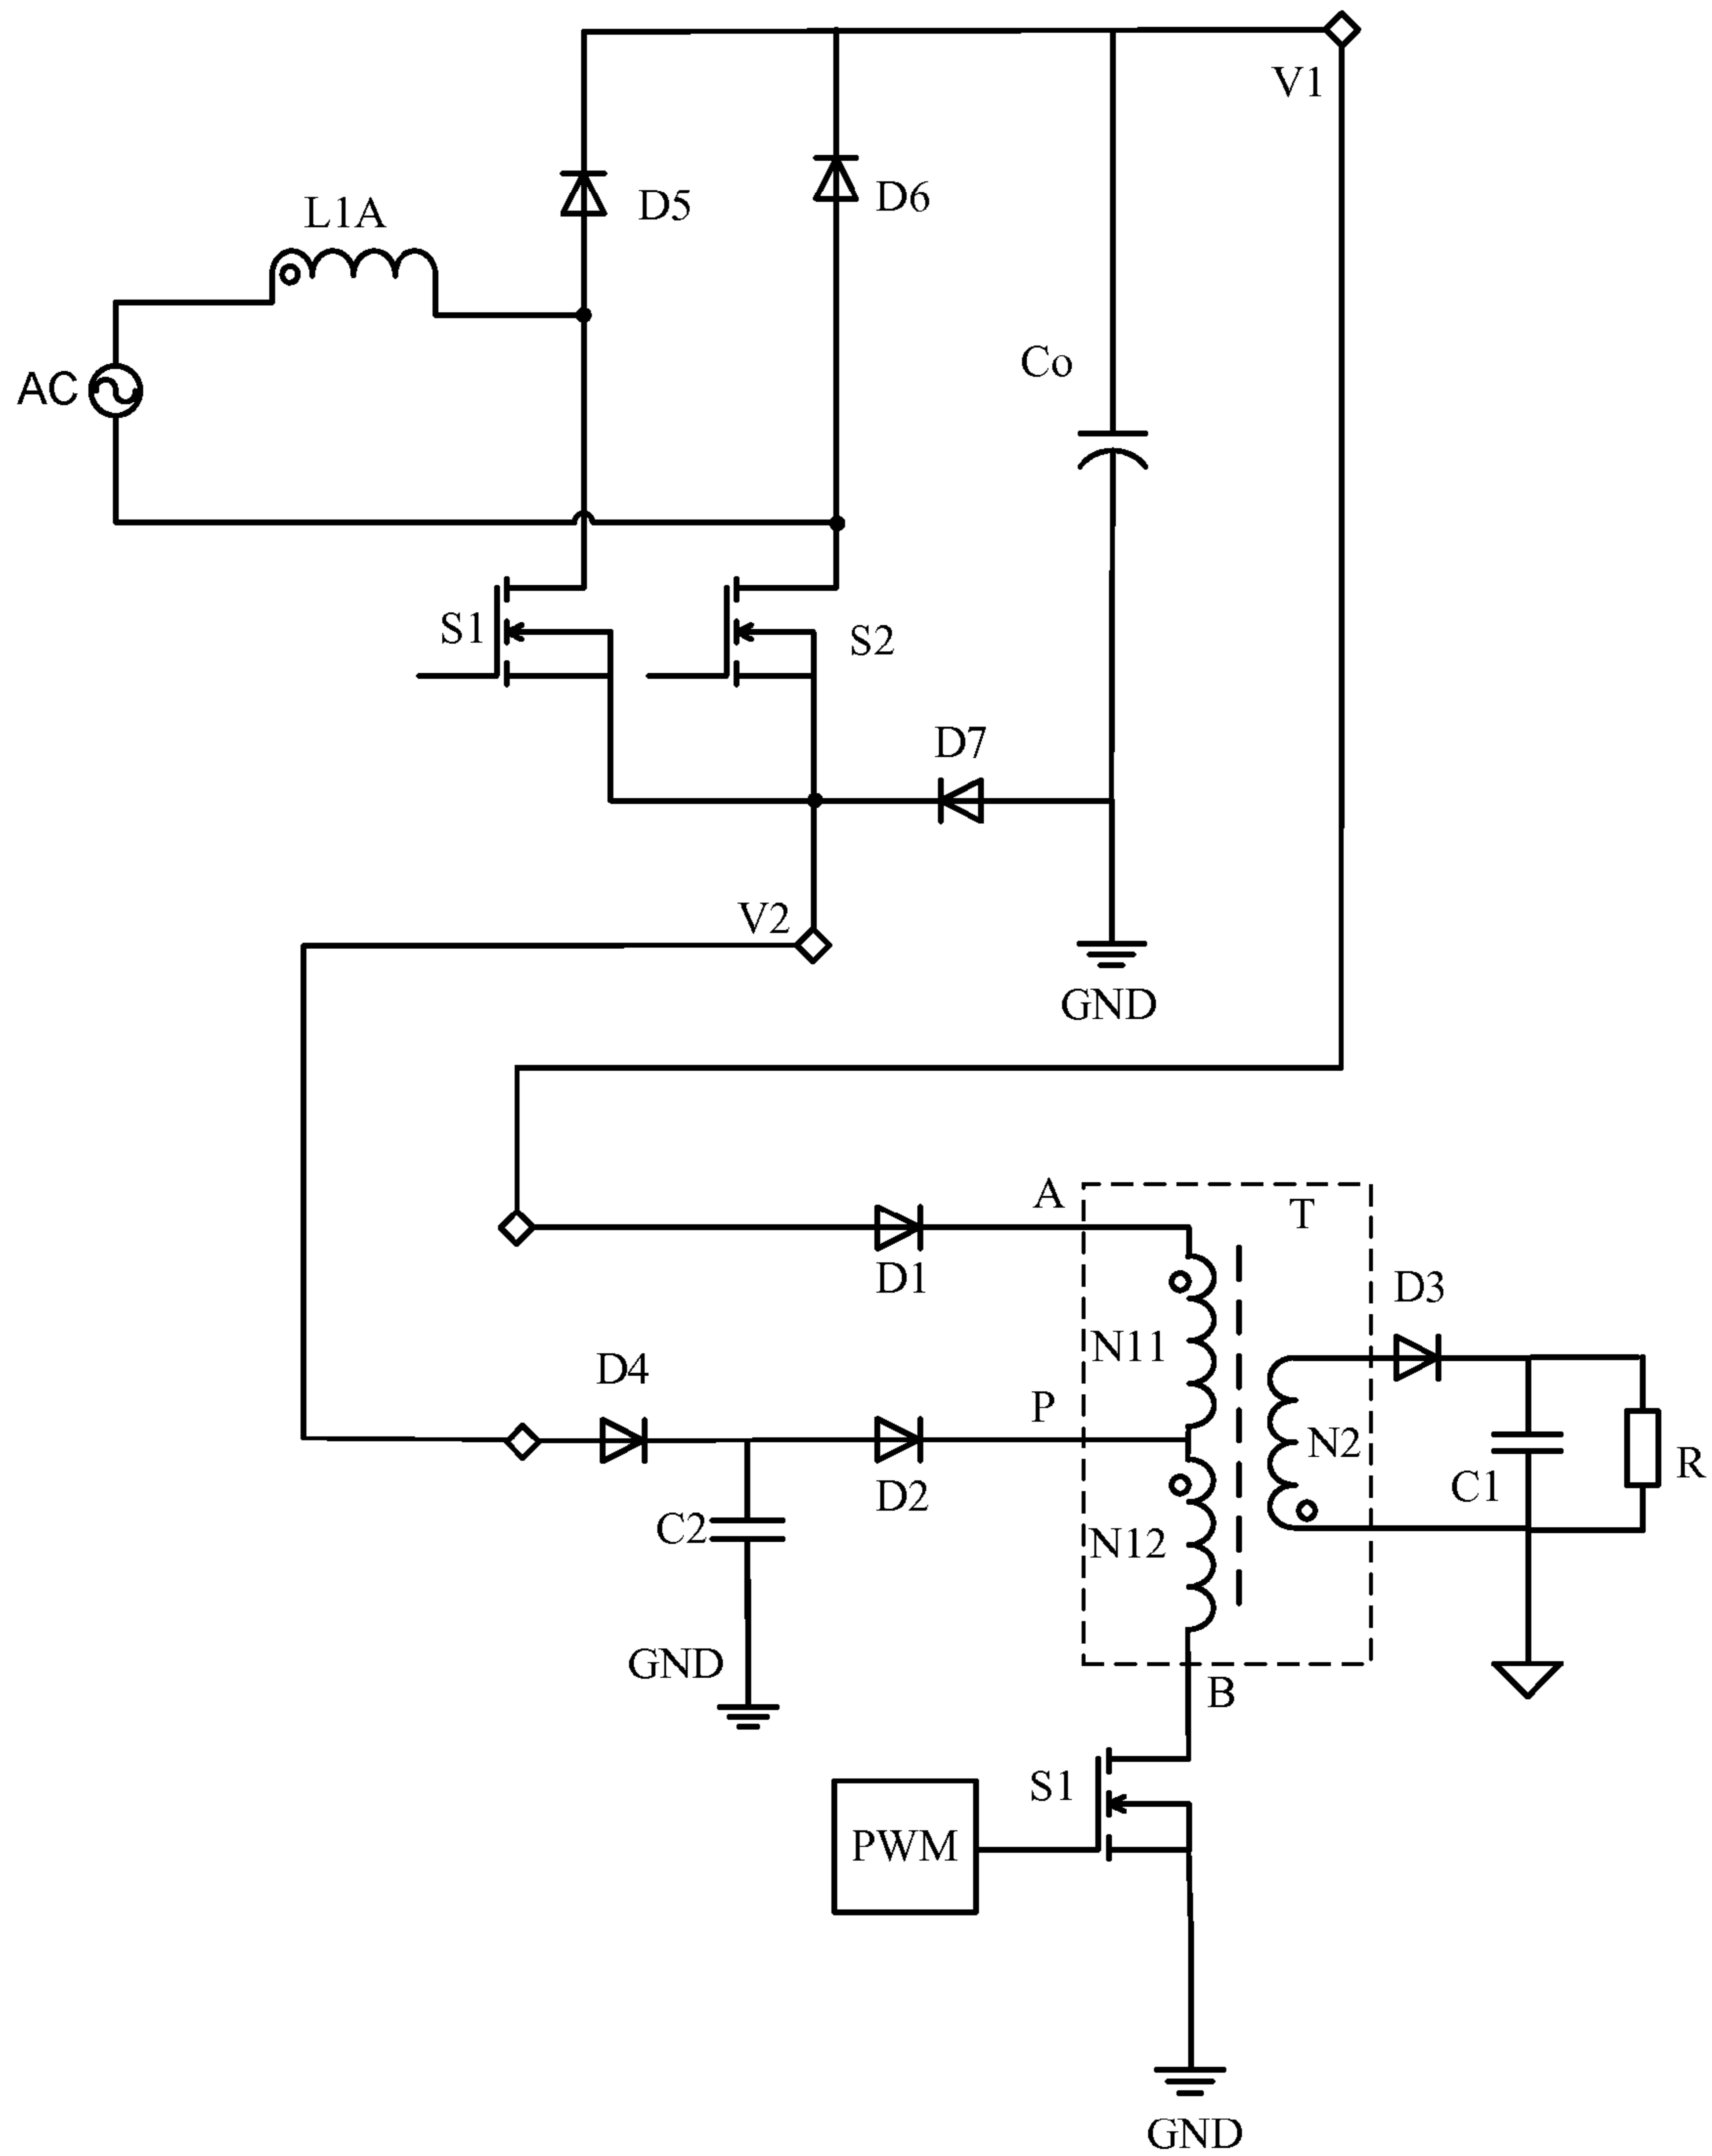 V1
D5
D6
L1A
Co
AC
S1
S2
D7
V2
GND
A
T
D1
D3
N11
D4
P
N2
D2
C1
R
C2
N12
GND
B
S1
PWM
GND